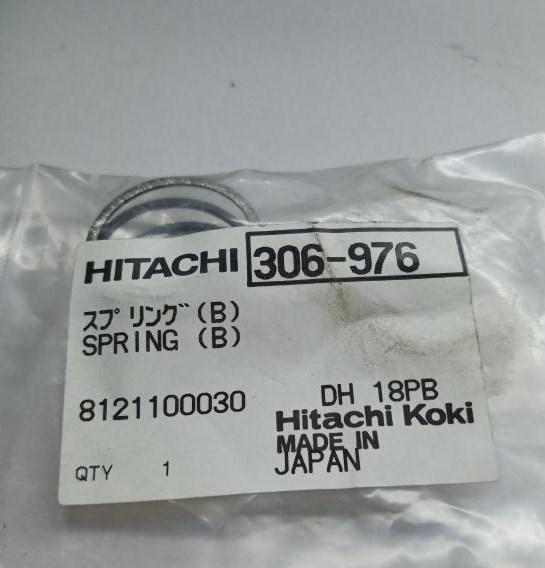 HITACHI 306-976
スプリング(B)
SPRING (B)
8121100030
DH 18PB
Hitachi Koki
MADE IN
JAPAN
QTY 1